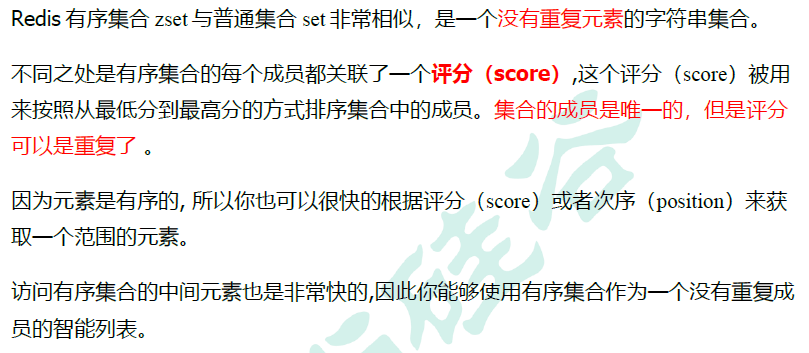 Redis 有序集合 zset 与普通集合 set 非常相似，是一个没有重复元素的字符串集合。
不同之处是有序集合的每个成员都关联了一个评分（score）,这个评分（score）被用
来按照从最低分到最高分的方式排序集合中的成员。集合的成员是唯一的，但是评分
可以是重复了 。
因为元素是有序的, 所以你也可以很快的根据评分（score）或者次序（position）来获
取一个范围的元素。
访问有序集合的中间元素也是非常快的,因此你能够使用有序集合作为一个没有重复成
员的智能列表。
硅谷